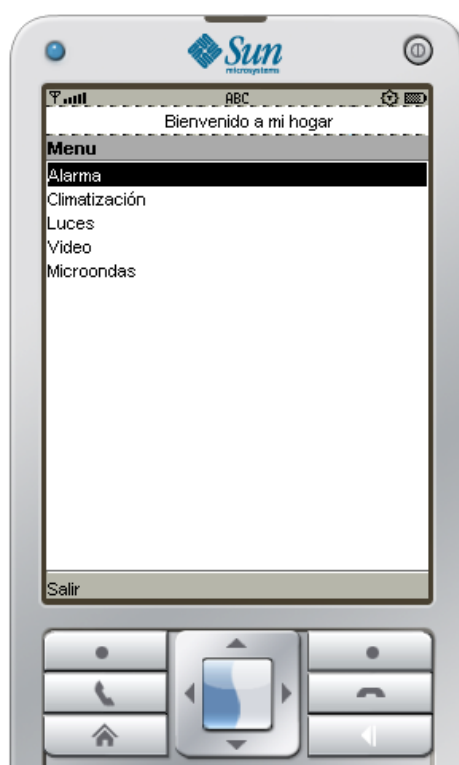 Sun
microsystems
ABC
Bienvenido a mi hogar
Menu
Alarma
Climatización
Luces
Video
Microondas
Salir